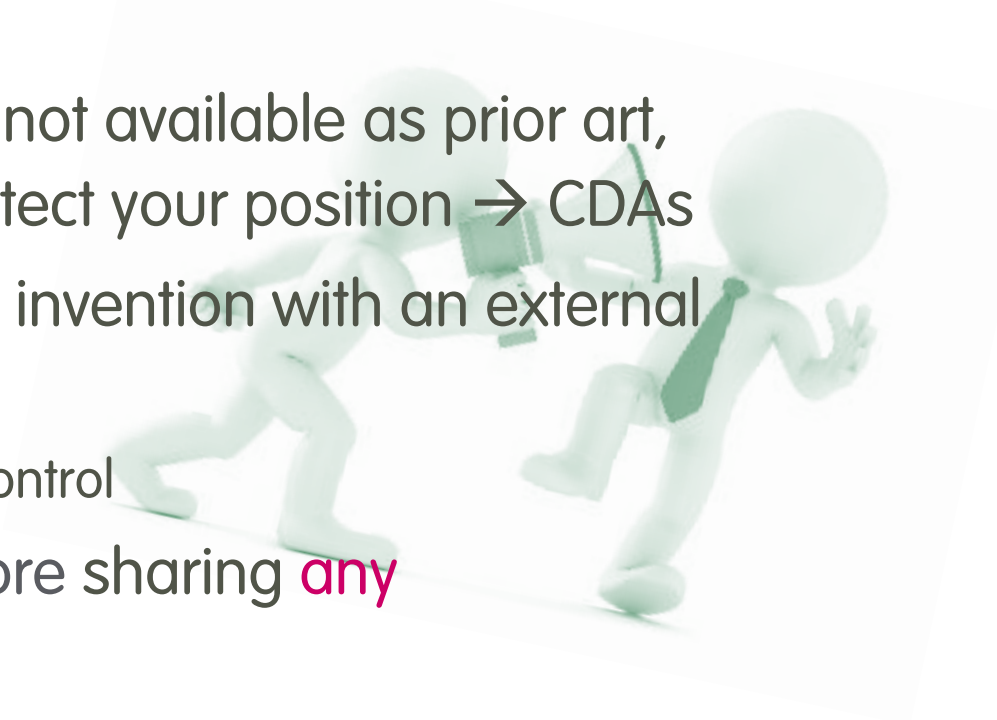 not available as prior art,
tect your position → CDAs
invention with an external
ontrol
ore sharing any